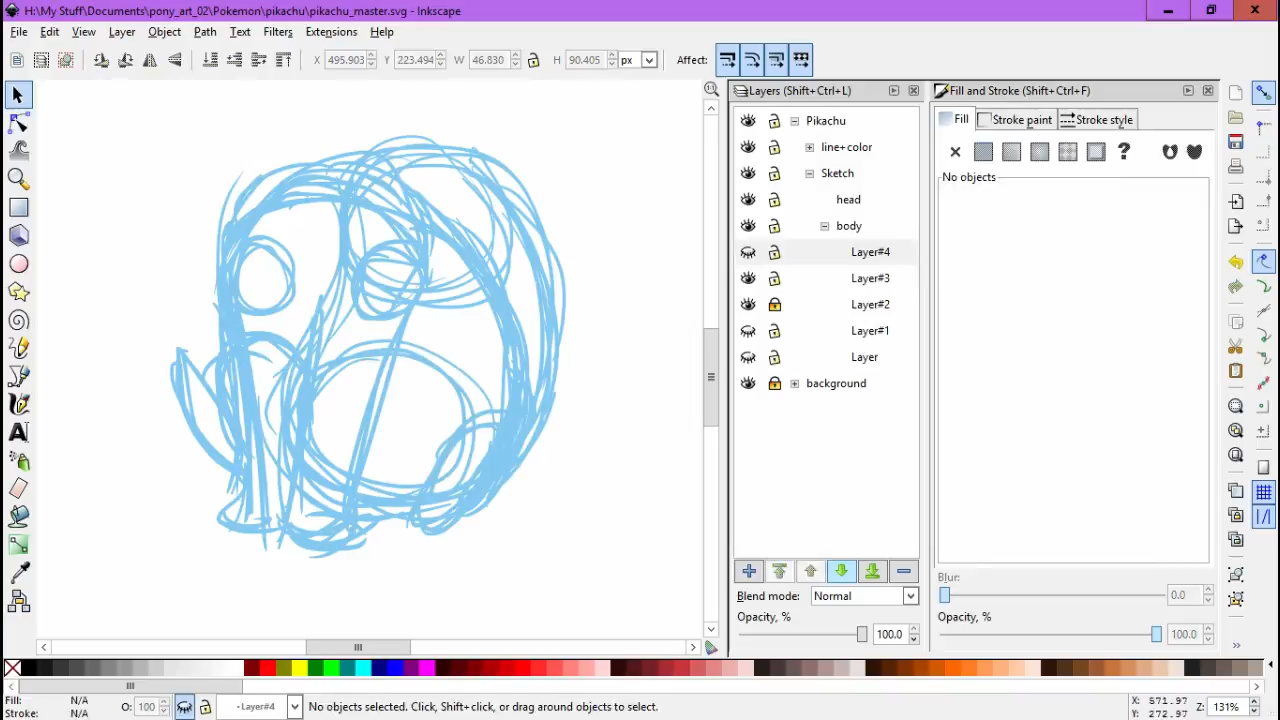 H:\My Stuff\Documents\pony_art_02\Pokemon\pikachu\pikachu_master.svg - Inkscape
File Edit View Layer Object Path Text Filters Extensions Help
X 495.903 Y 223.494 W 46.830 H 90.405 px Affect:
Layers (Shift+Ctrl+L)
Pikachu
line+color
Sketch
head
body
Layer#4
Layer#3
Layer#2
Layer#1
Layer
background
Blend mode: Normal
Opacity, %
100.0
Fill and Stroke (Shift+Ctrl+F)
Fill Stroke paint Stroke style
?
No objects
Blur:
0.0
Opacity, %
100.0
Fill: N/A
Stroke: N/A
O: 100
-Layer#4
No objects selected. Click, Shift+click, or drag around objects to select.
X: 571.97
Y: 272.97
Z: 131%